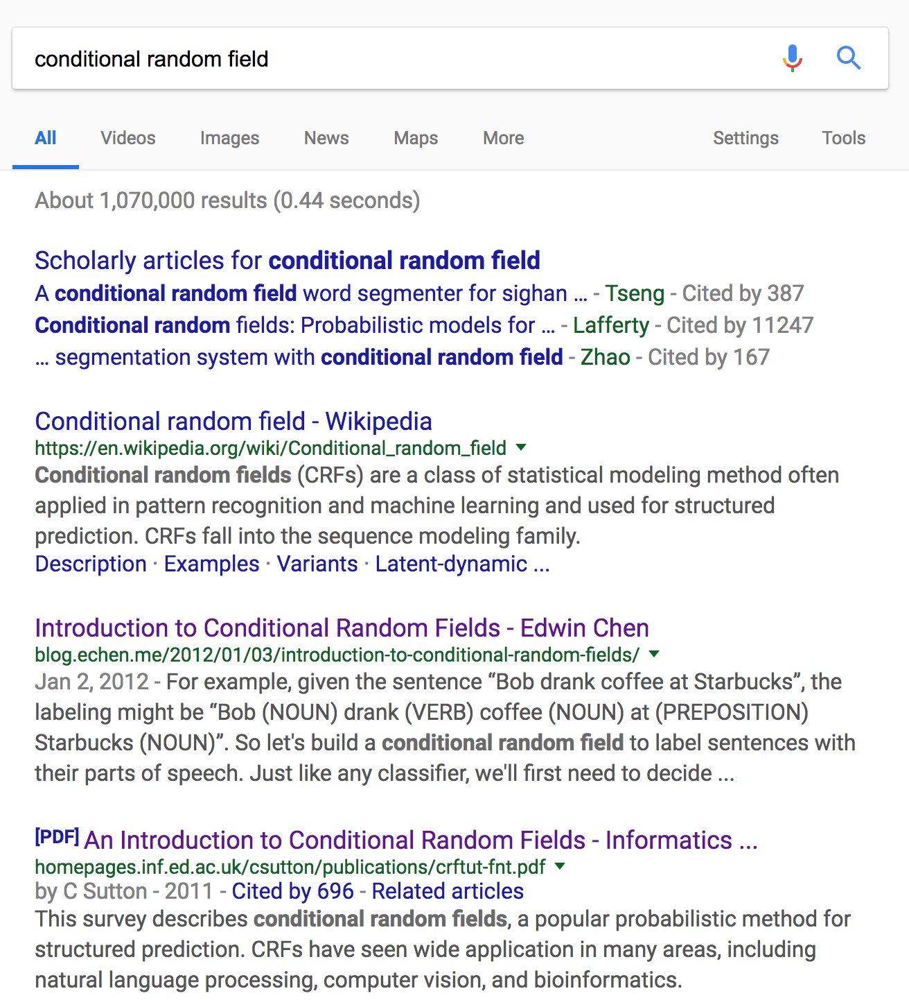 conditional random field
All Videos Images News Maps More Settings Tools
About 1,070,000 results (0.44 seconds)
Scholarly articles for conditional random field
A conditional random field word segmenter for sighan ... - Tseng - Cited by 387
Conditional random fields: Probabilistic models for ... - Lafferty - Cited by 11247
... segmentation system with conditional random field - Zhao - Cited by 167
Conditional random field - Wikipedia
https://en.wikipedia.org/wiki/Conditional_random_field
Conditional random fields (CRFs) are a class of statistical modeling method often
applied in pattern recognition and machine learning and used for structured
prediction. CRFs fall into the sequence modeling family.
Description · Examples · Variants · Latent-dynamic ...
Introduction to Conditional Random Fields - Edwin Chen
blog.echen.me/2012/01/03/introduction-to-conditional-random-fields/
Jan 2, 2012 - For example, given the sentence “Bob drank coffee at Starbucks”, the
labeling might be “Bob (NOUN) drank (VERB) coffee (NOUN) at (PREPOSITION)
Starbucks (NOUN)”. So let's build a conditional random field to label sentences with
their parts of speech. Just like any classifier, we'll first need to decide ...
[PDF] An Introduction to Conditional Random Fields - Informatics ...
homepages.inf.ed.ac.uk/csutton/publications/crftut-fnt.pdf
by C Sutton - 2011 - Cited by 696 - Related articles
This survey describes conditional random fields, a popular probabilistic method for
structured prediction. CRFs have seen wide application in many areas, including
natural language processing, computer vision, and bioinformatics.